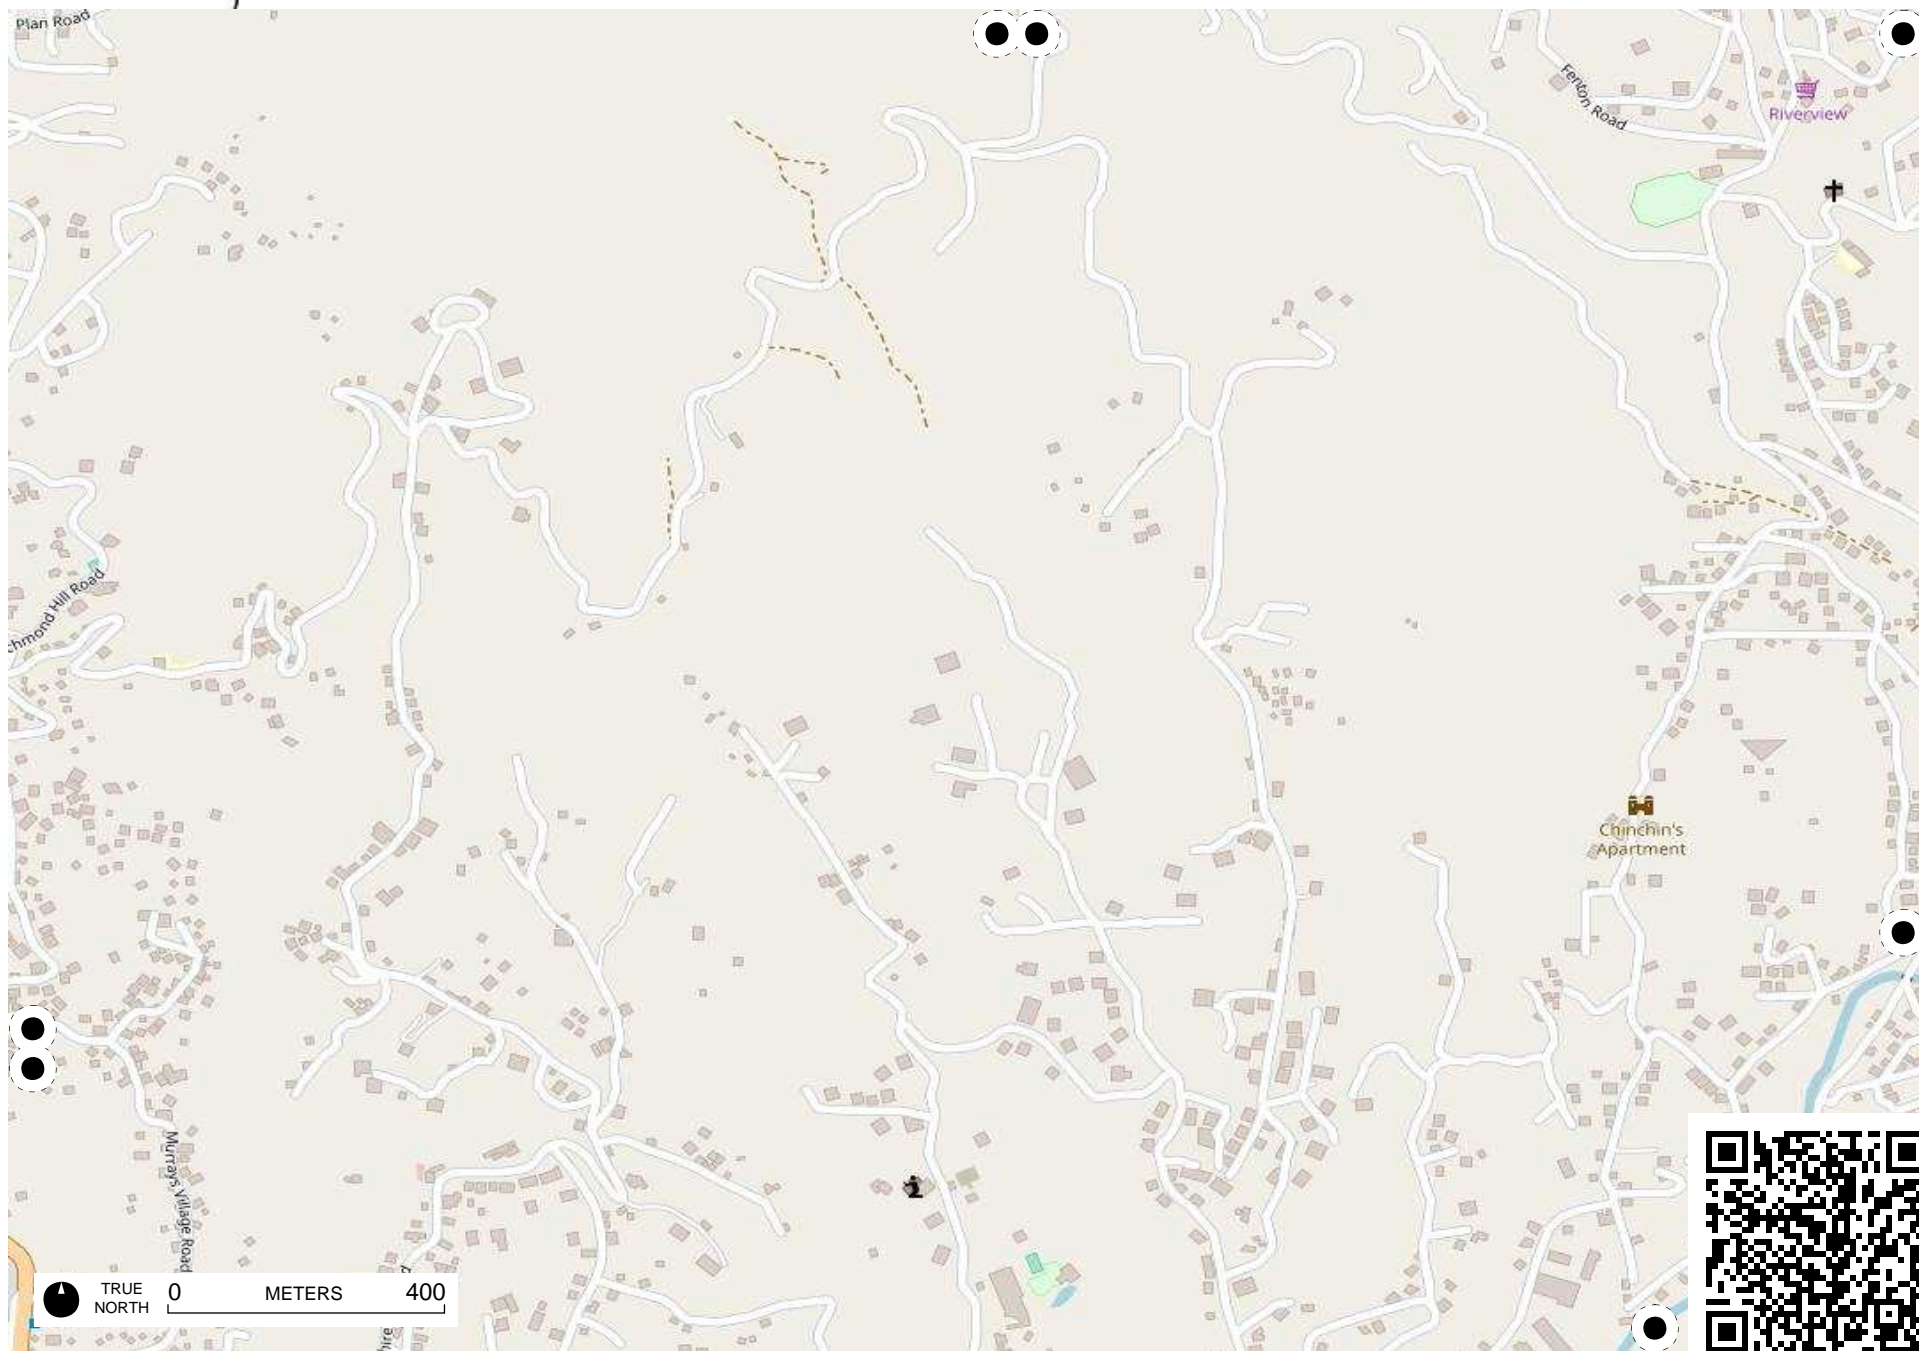 Plan Road
Fenton Road
Riverview
chmond Hill Road
Chinchin's
Apartment
Murrays Village Road
TRUE
NORTH
0 METERS 400